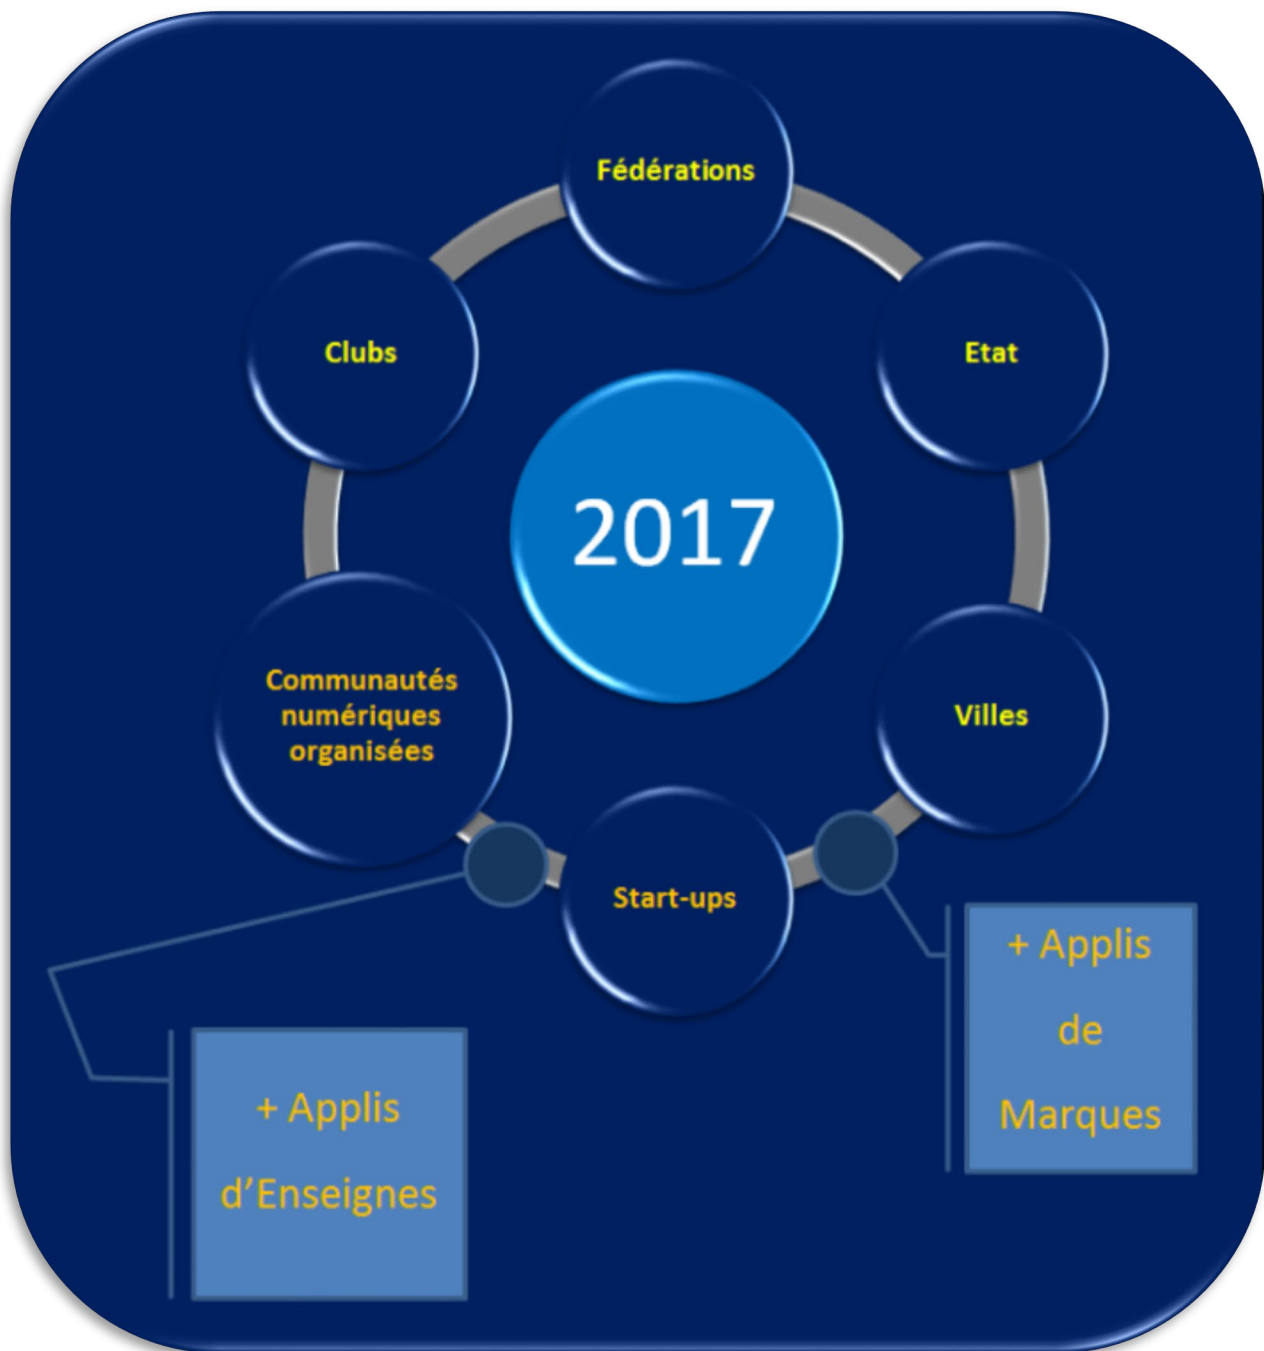 Fédérations
Clubs
Etat
2017
Communautés
numériques
organisées
Villes
Start-ups
+ Applis
de
Marques
+ Applis
d'Enseignes